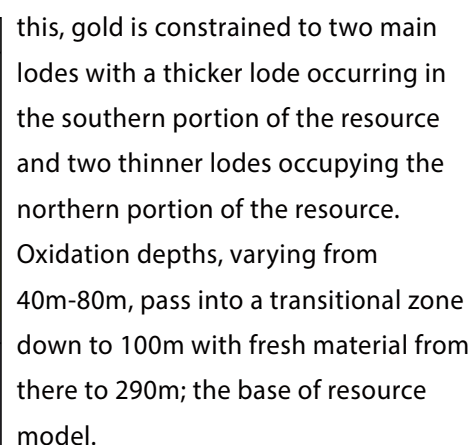 this, gold is constrained to two main
lodes with a thicker lode occurring in
the southern portion of the resource
and two thinner lodes occupying the
northern portion of the resource.
Oxidation depths, varying from
40m-80m, pass into a transitional zone
down to 100m with fresh material from
there to 290m; the base of resource
model.